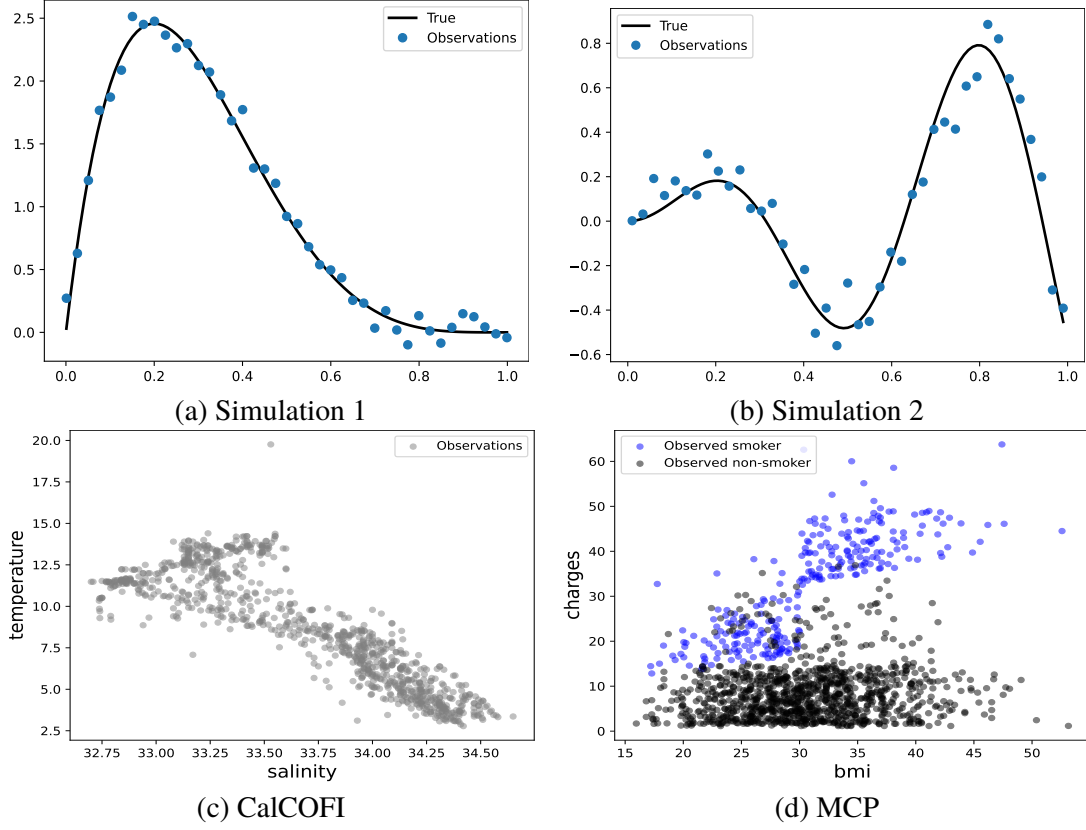 True
Observations
2.5
2.0
1.5
1.0
0.5
0.0
0.0 0.2 0.4 0.6 0.8 1.0
(a) Simulation 1
True
Observations
0.8
0.6
0.4
0.2
0.0
−0.2
−0.4
−0.6
0.0 0.2 0.4 0.6 0.8 1.0
(b) Simulation 2
Observations
temperature
20.0
17.5
15.0
12.5
10.0
7.5
5.0
2.5
32.75 33.00 33.25 33.50 33.75 34.00 34.25 34.50
salinity
(c) CalCOFI
Observed smoker
Observed non-smoker
charges
60
50
40
30
20
10
0
15 20 25 30 35 40 45 50
bmi
(d) MCP